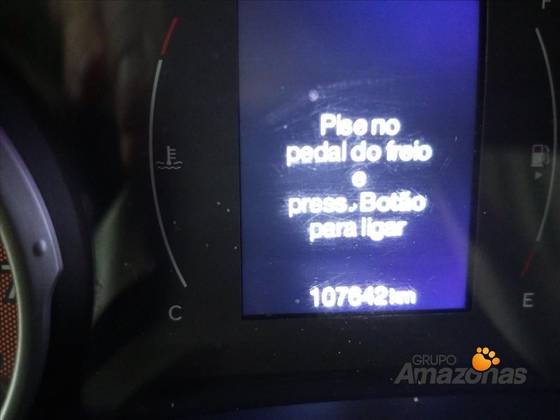 F
Pise no
pedal do freio
e
press. Botão
para ligar
107642 km
C
E
GRUPO
Amazonas